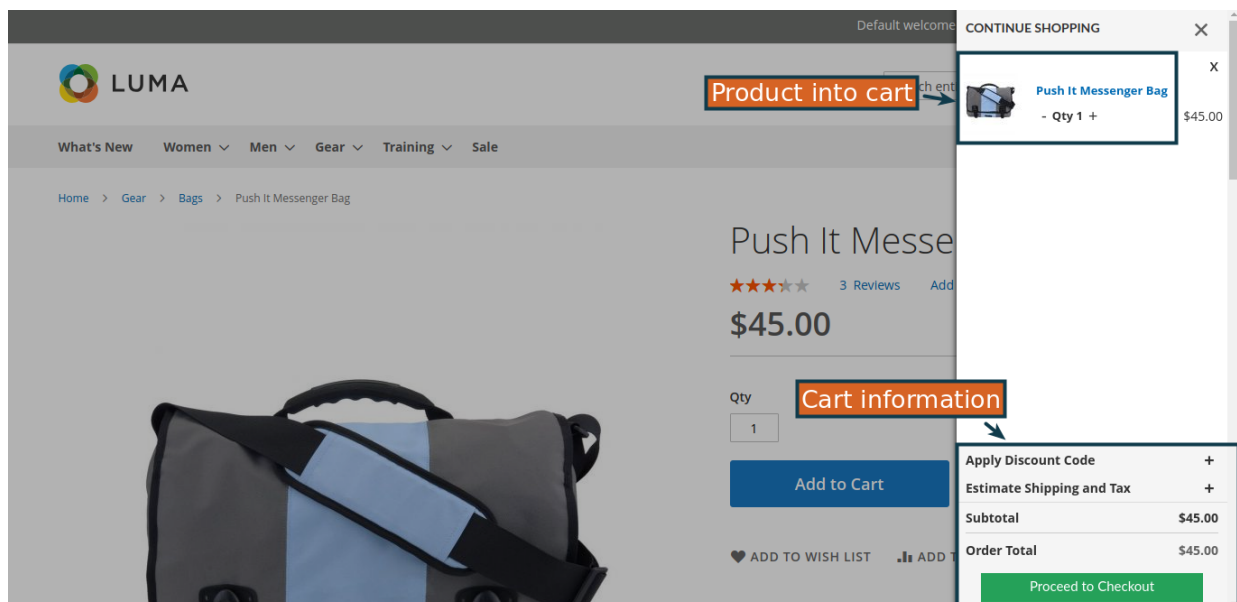 Default welcome
CONTINUE SHOPPING
X
LUMA
Product into cart
ch ent
Push It Messenger Bag
- Qty 1 +
$45.00
What's New Women Men Gear Training Sale
Home > Gear > Bags > Push It Messenger Bag
Push It Messe
3 Reviews Add
$45.00
Qty
1
Cart information
Add to Cart
ADD TO WISH LIST ADD T
Apply Discount Code +
Estimate Shipping and Tax +
Subtotal $45.00
Order Total $45.00
Proceed to Checkout